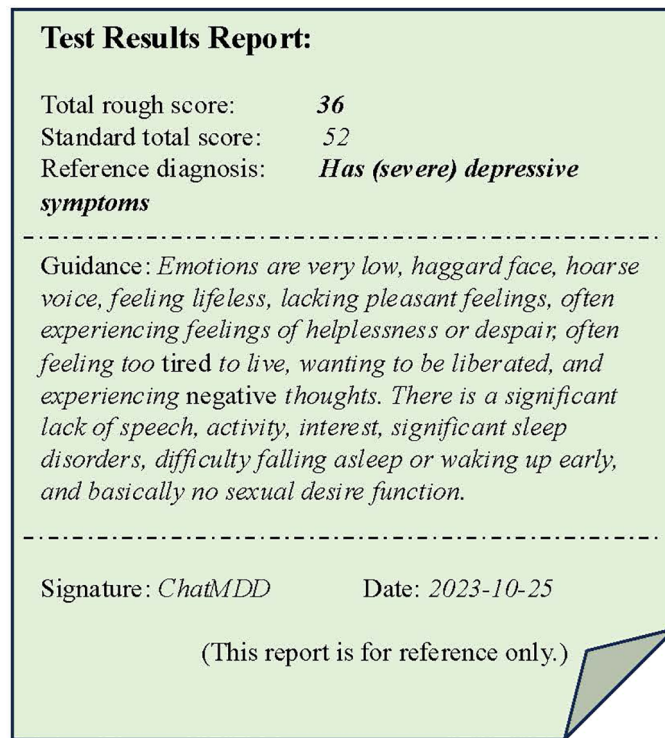 Test Results Report:
Total rough score: 36
Standard total score: 52
Reference diagnosis: Has (severe) depressive
symptoms
Guidance: Emotions are very low, haggard face, hoarse
voice, feeling lifeless, lacking pleasant feelings, often
experiencing feelings of helplessness or despair, often
feeling too tired to live, wanting to be liberated, and
experiencing negative thoughts. There is a significant
lack of speech, activity, interest, significant sleep
disorders, difficulty falling asleep or waking up early,
and basically no sexual desire function.
Signature: ChatMDD Date: 2023-10-25
(This report is for reference only.)